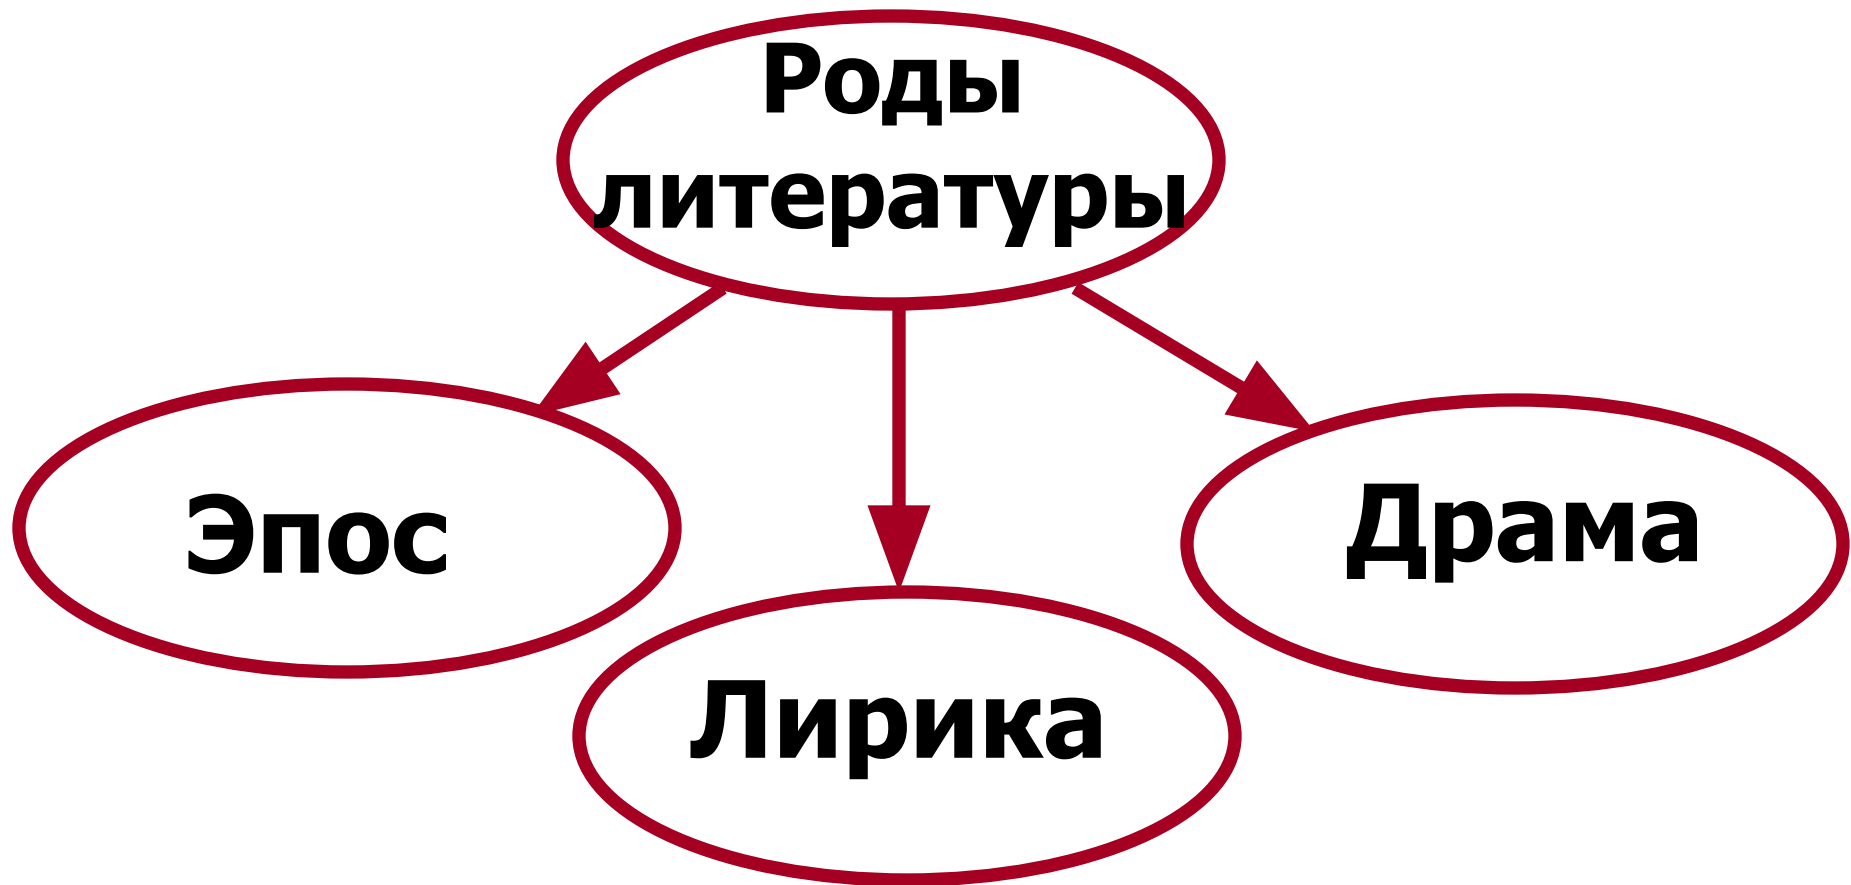 Роды
литературы
Эпос
Лирика
Драма